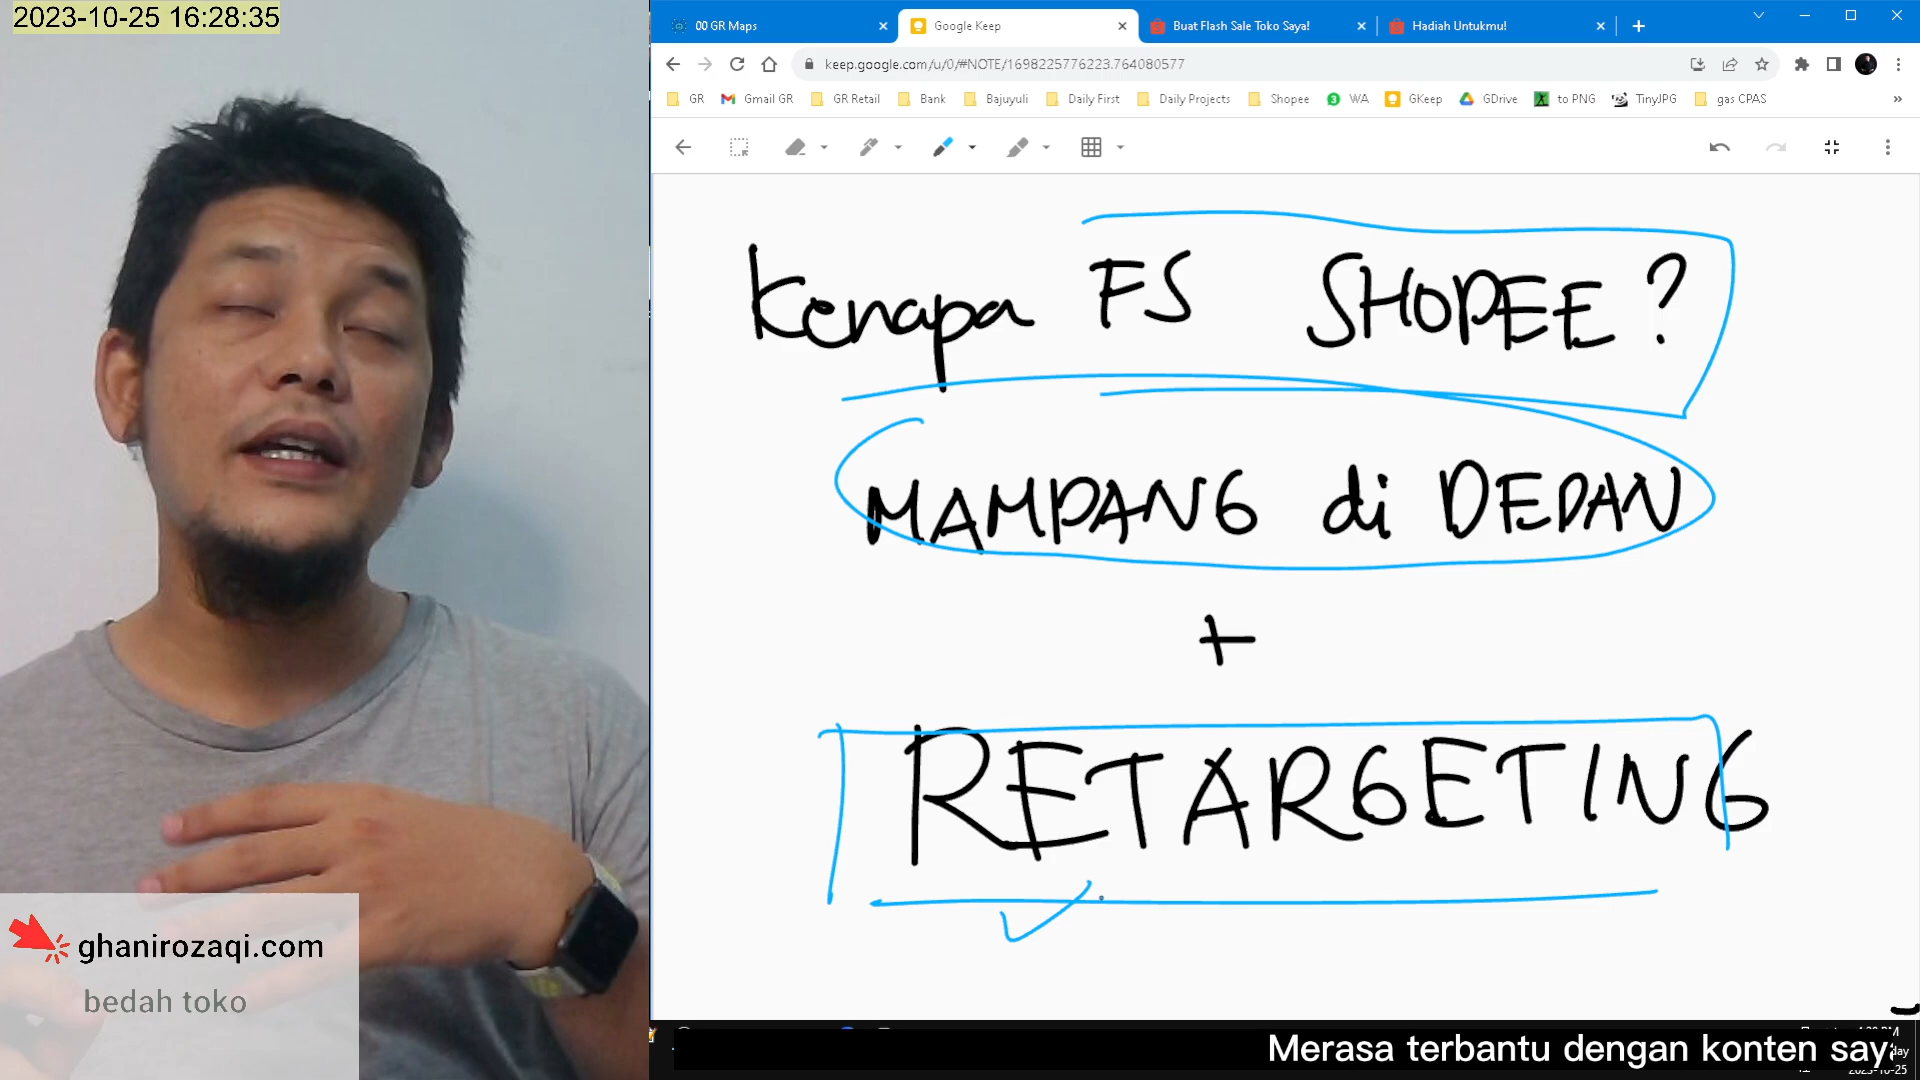 2023-10-25 16:28:35
00 GR Maps
Google Keep
Buat Flash Sale Toko Saya!
Hadiah Untukmu!
keep.google.com/u/0/#NOTE/1698225776223.764080577
GR Gmail GR GR Retail Bank Bajuyuli Daily First Daily Projects Shopee WA GKeep GDrive to PNG TinyJPG gas CPAS »
Kenapa FS SHOPEE?
MAMPANG di DEPAN
+
RETARGETING
ghanirozaqi.com
bedah toko
Merasa terbantu dengan konten say
2023-10-25